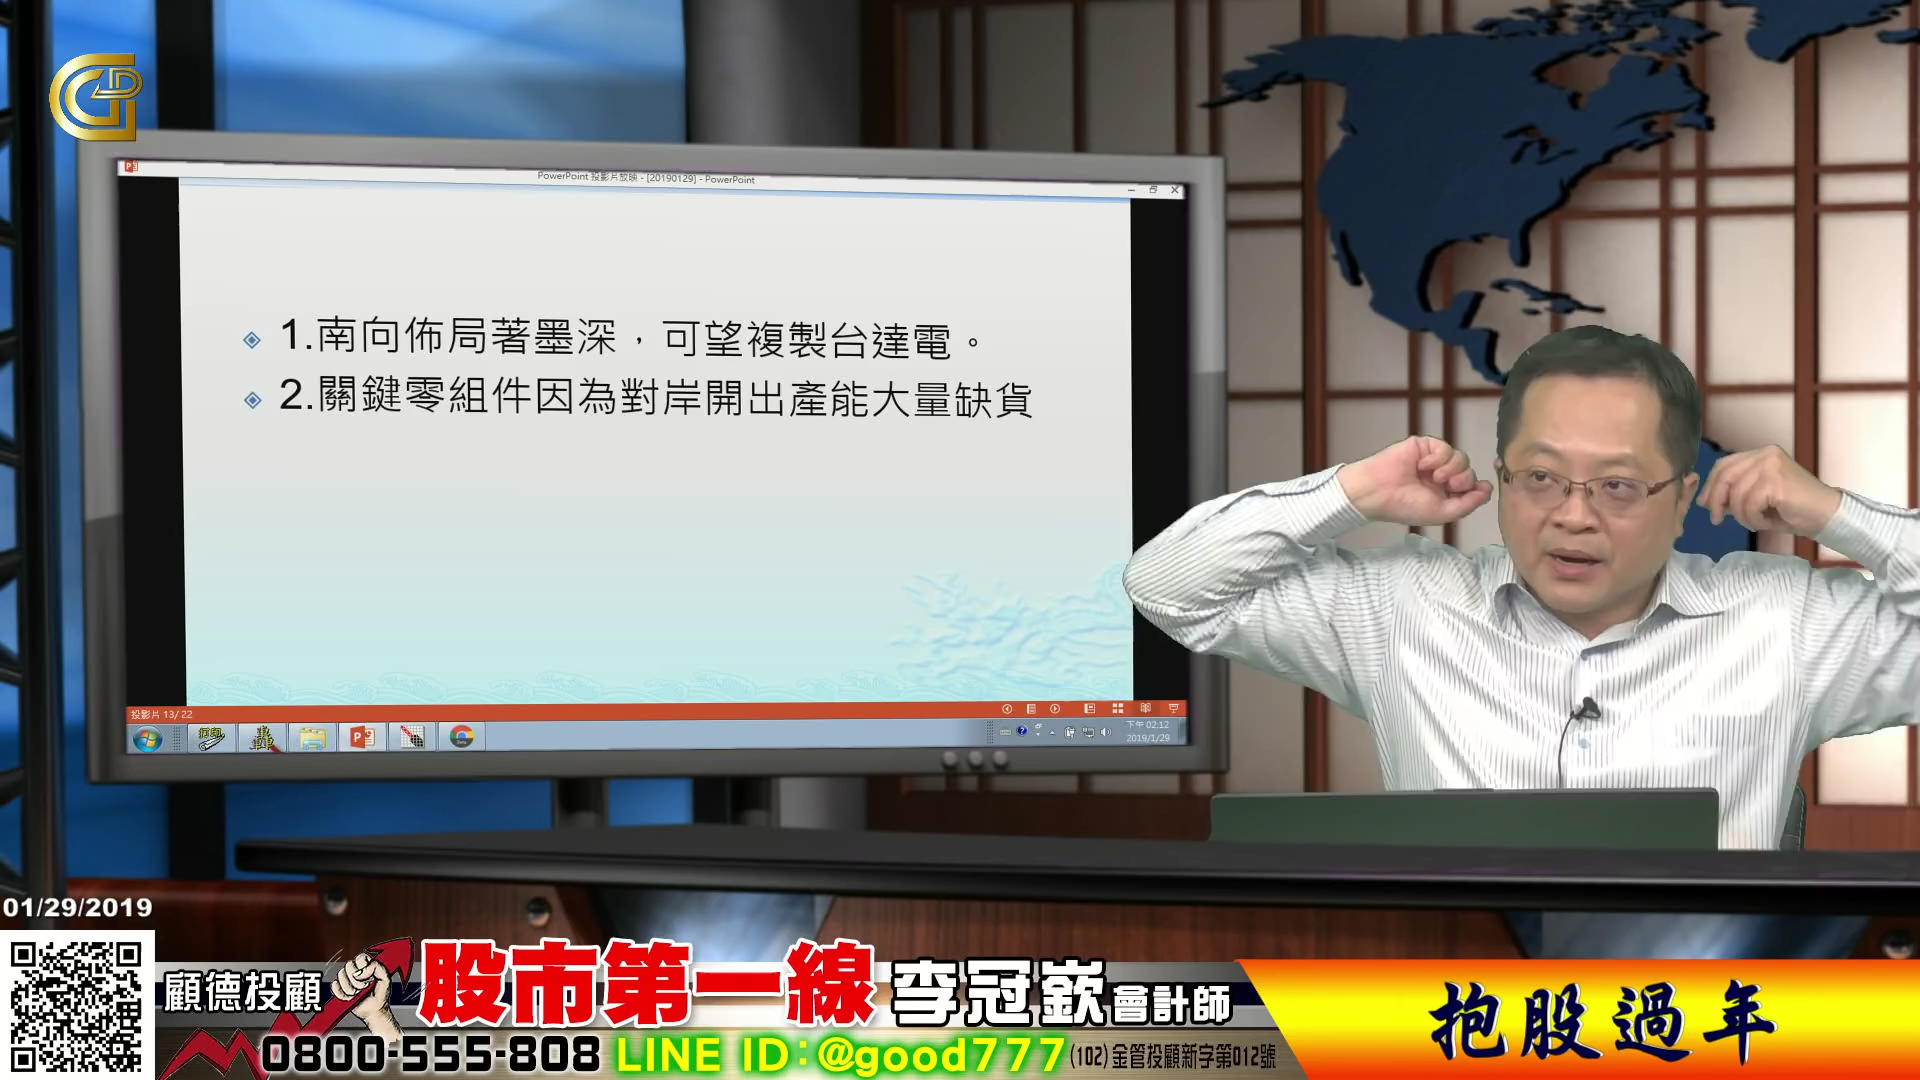 PowerPoint 投影片放映 - [20190129] - PowerPoint
1.南向佈局著墨深，可望複製台達電。
2.關鍵零組件因為對岸開出產能大量缺貨
投影片 13/ 22
下午 02:12
2019/1/29
01/29/2019
顧德投顧
股市第一線 李冠嶔會計師
0800-555-808 LINE ID:@good777 (102)金管投顧新字第012號
抱股過年